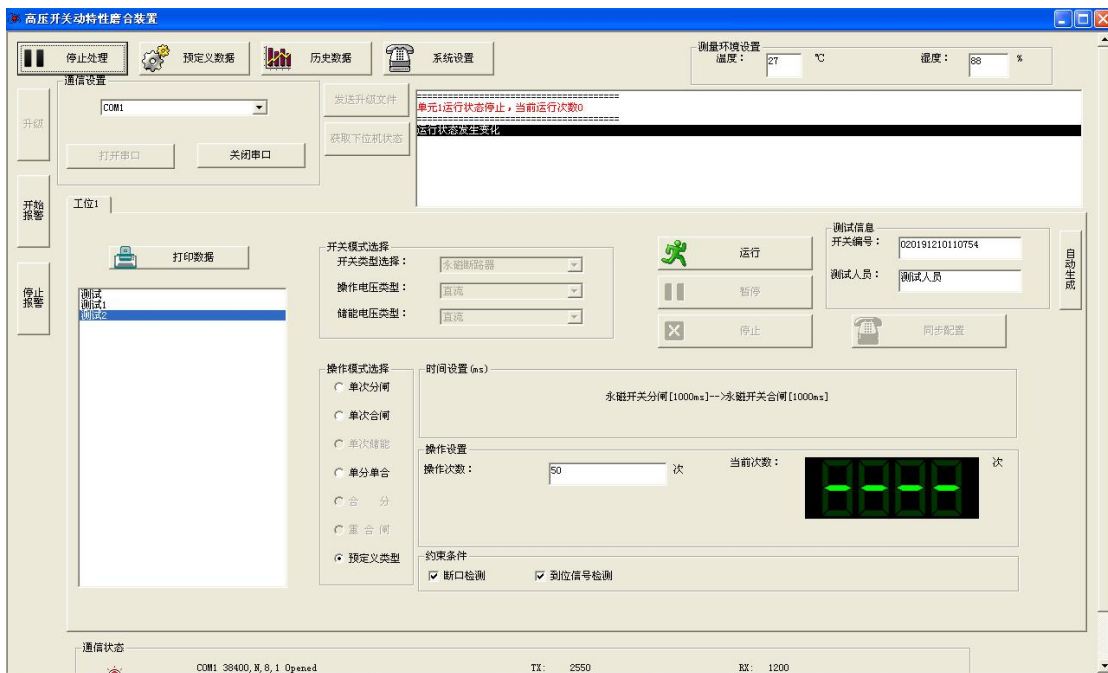 高压开关动特性磨合装置
停止处理 预定义数据 历史数据 系统设置
测量环境设置
温度： 27 ℃ 湿度： 88 %
通信设置
COM1
打开串口 关闭串口
升级
开始报警
停止报警
发送升级文件
获取下位机状态
==========================================
单元1运行状态停止，当前运行次数0
==========================================
运行状态发生变化
工位1
打印数据
测试
测试1
测试2
开关模式选择
开关类型选择： 永磁断路器
操作电压类型： 直流
储能电压类型： 直流
运行
暂停
停止
测试信息
开关编号： 020191210110754
测试人员： 测试人员
自动生成
同步配置
操作模式选择
单次分闸
单次合闸
单次储能
单分单合
合 分
重合闸
预定义类型
时间设置(ms)
永磁开关分闸[1000ms]-->永磁开关合闸[1000ms]
操作设置
操作次数： 50 次 当前次数： ---- 次
约束条件
断口检测 到位信号检测
通信状态
COM1 38400,N,8,1 Opened TX: 2550 RX: 1200